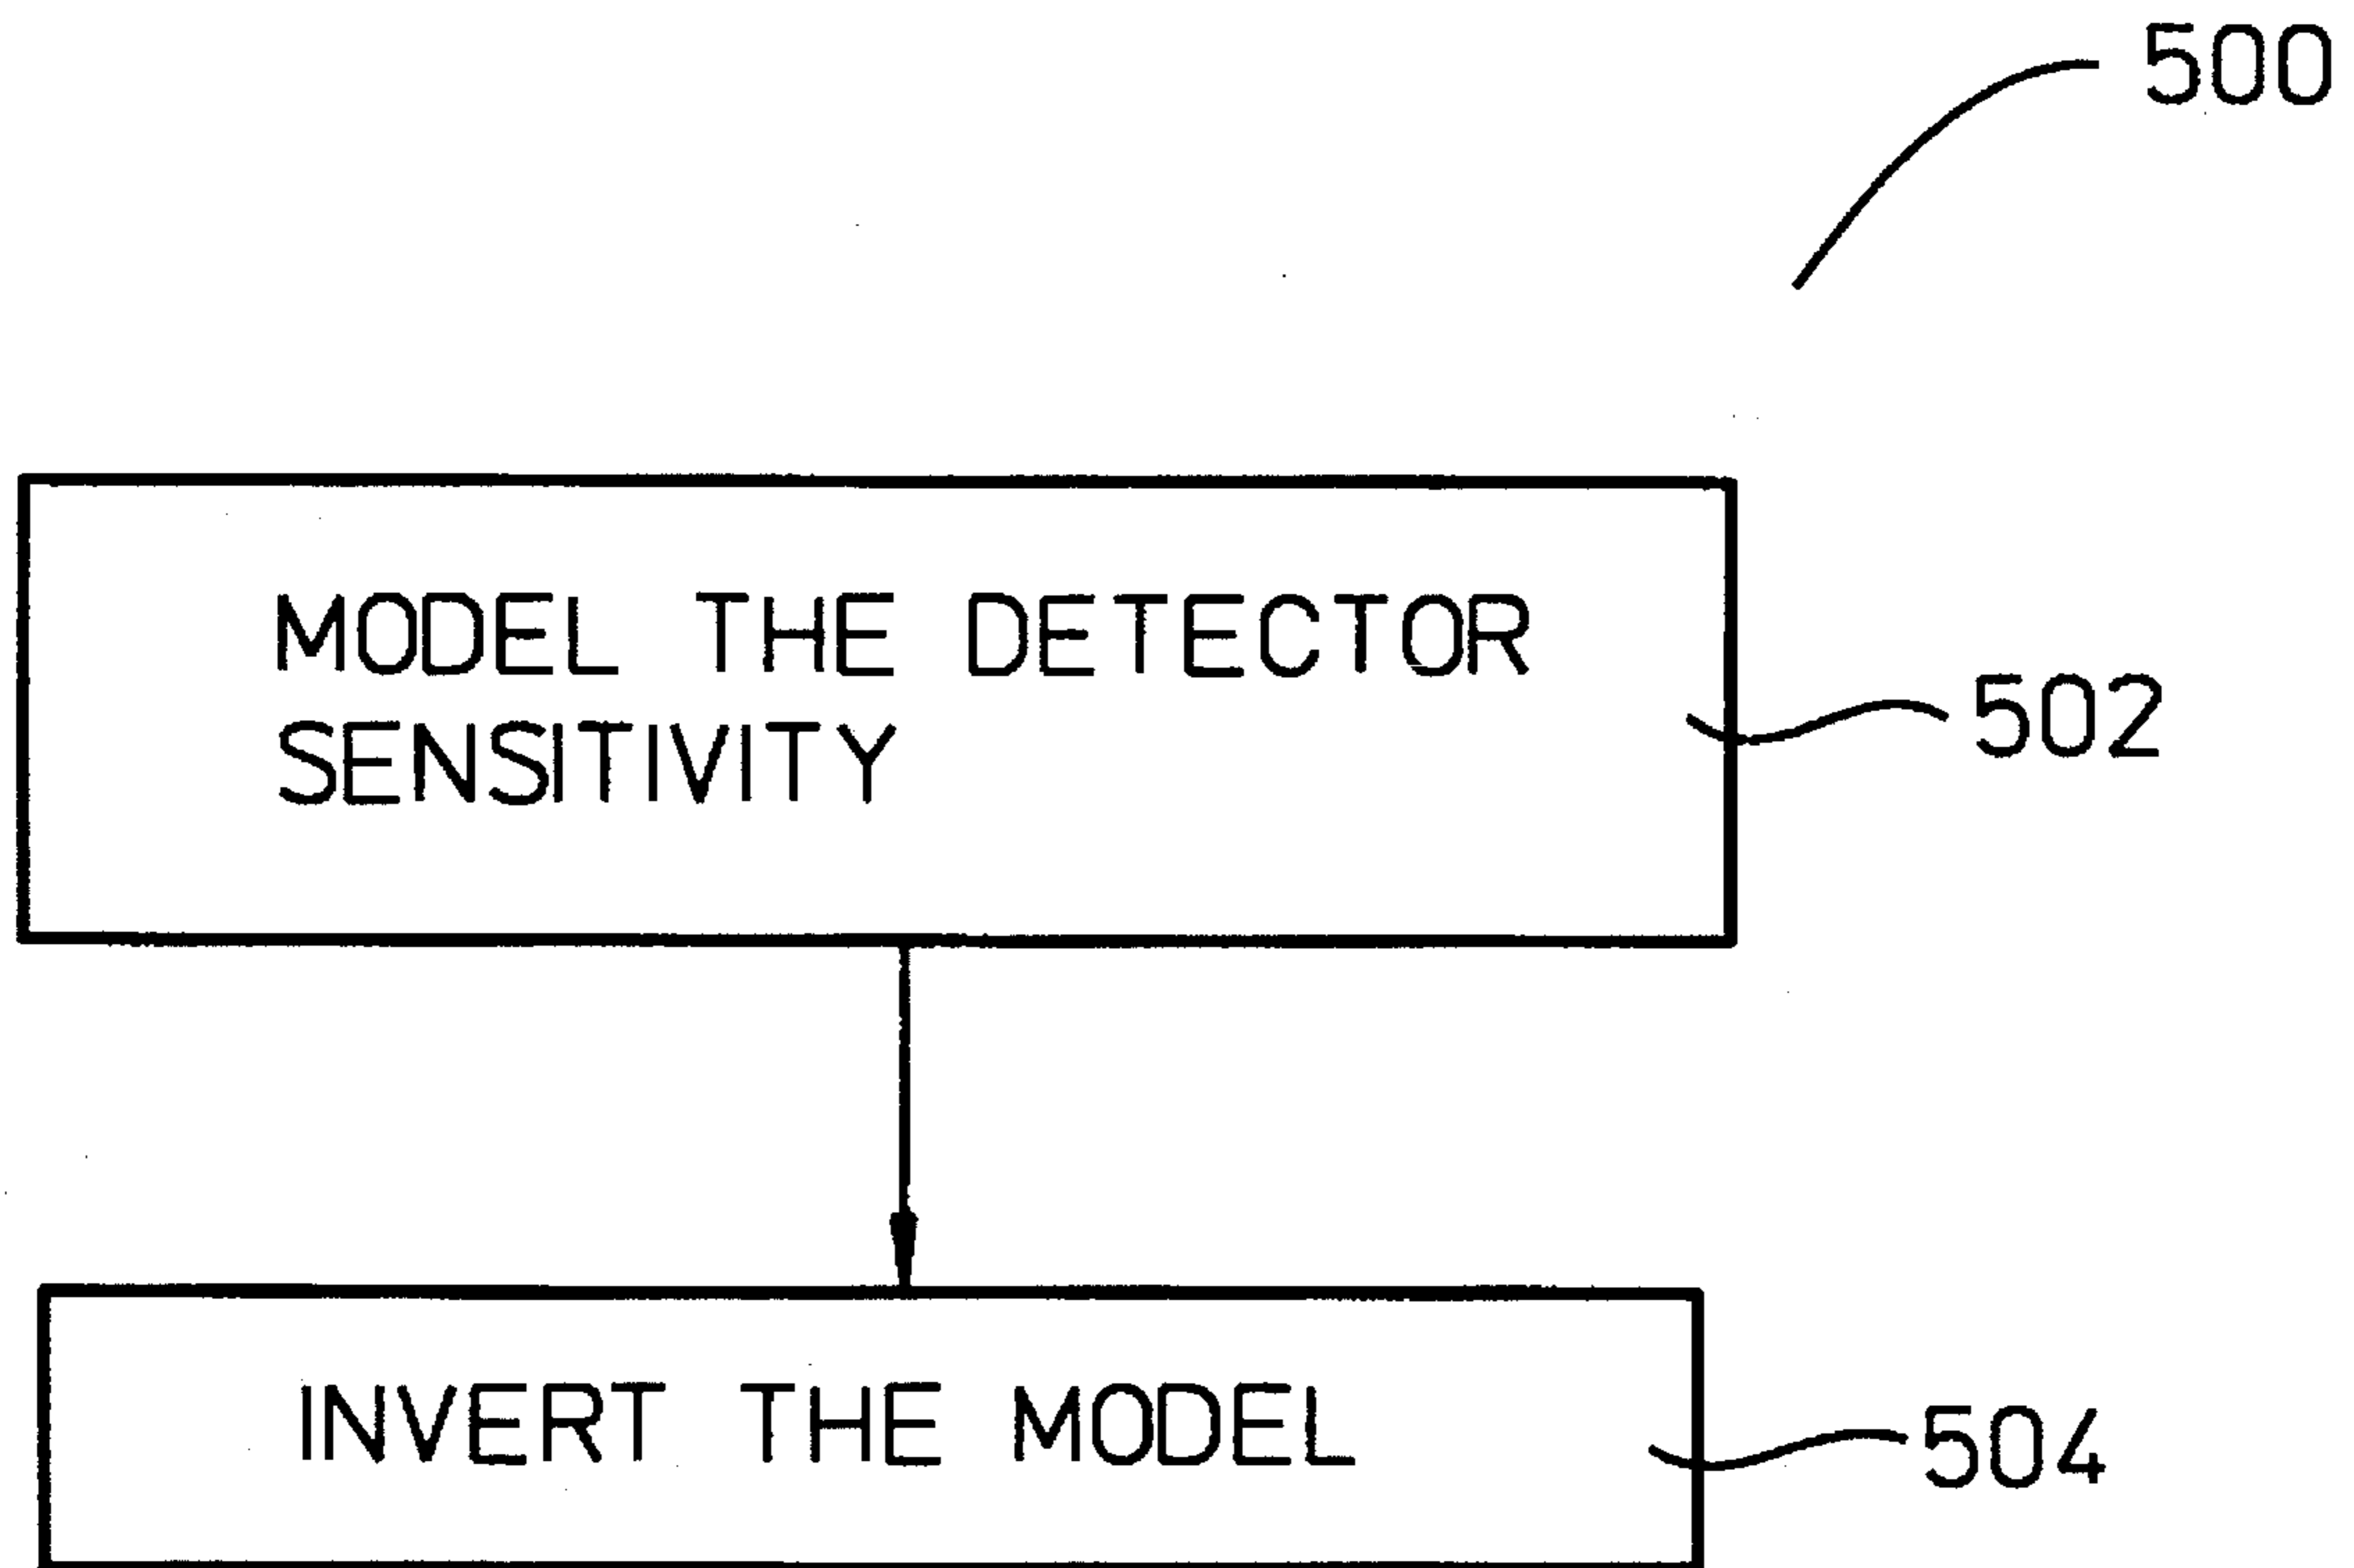 500
MODEL THE DETECTOR
SENSITIVITY
502
INVERT THE MODEL
504